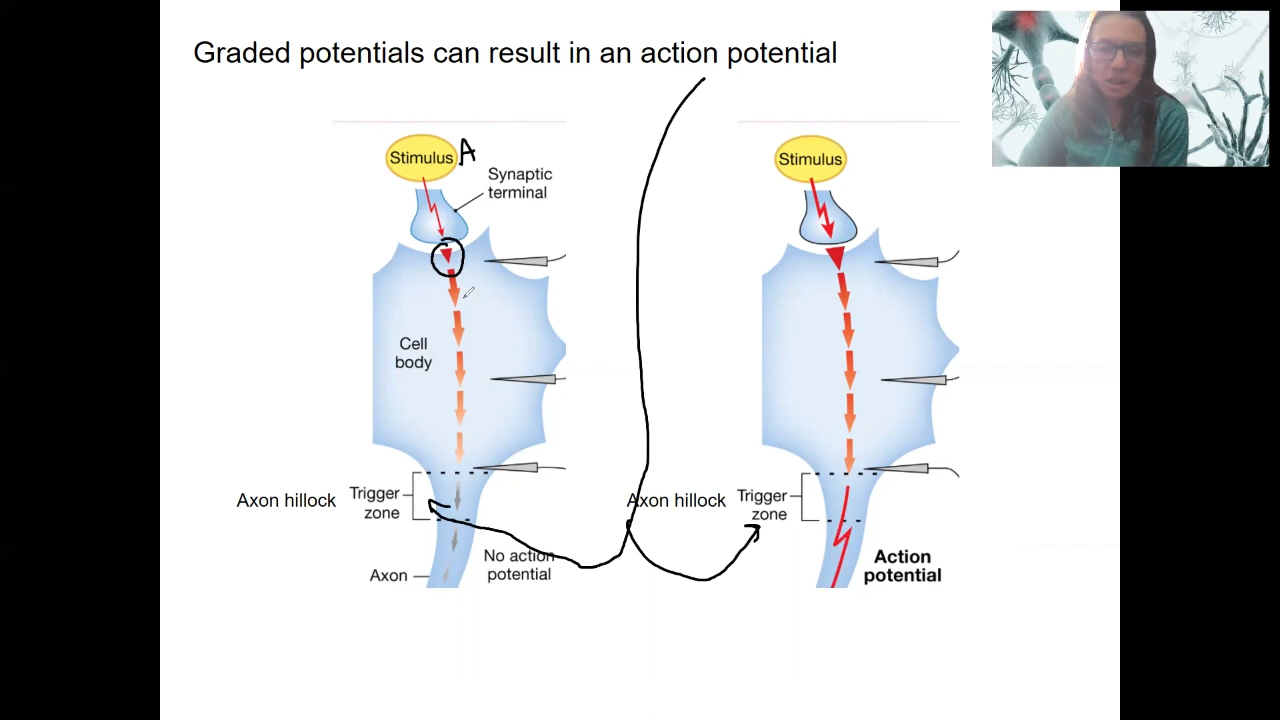 Graded potentials can result in an action potential
Stimulus A
Synaptic
terminal
Cell
body
Axon hillock
Trigger
zone
No action
potential
Axon
Stimulus
Axon hillock
Trigger
zone
Action
potential